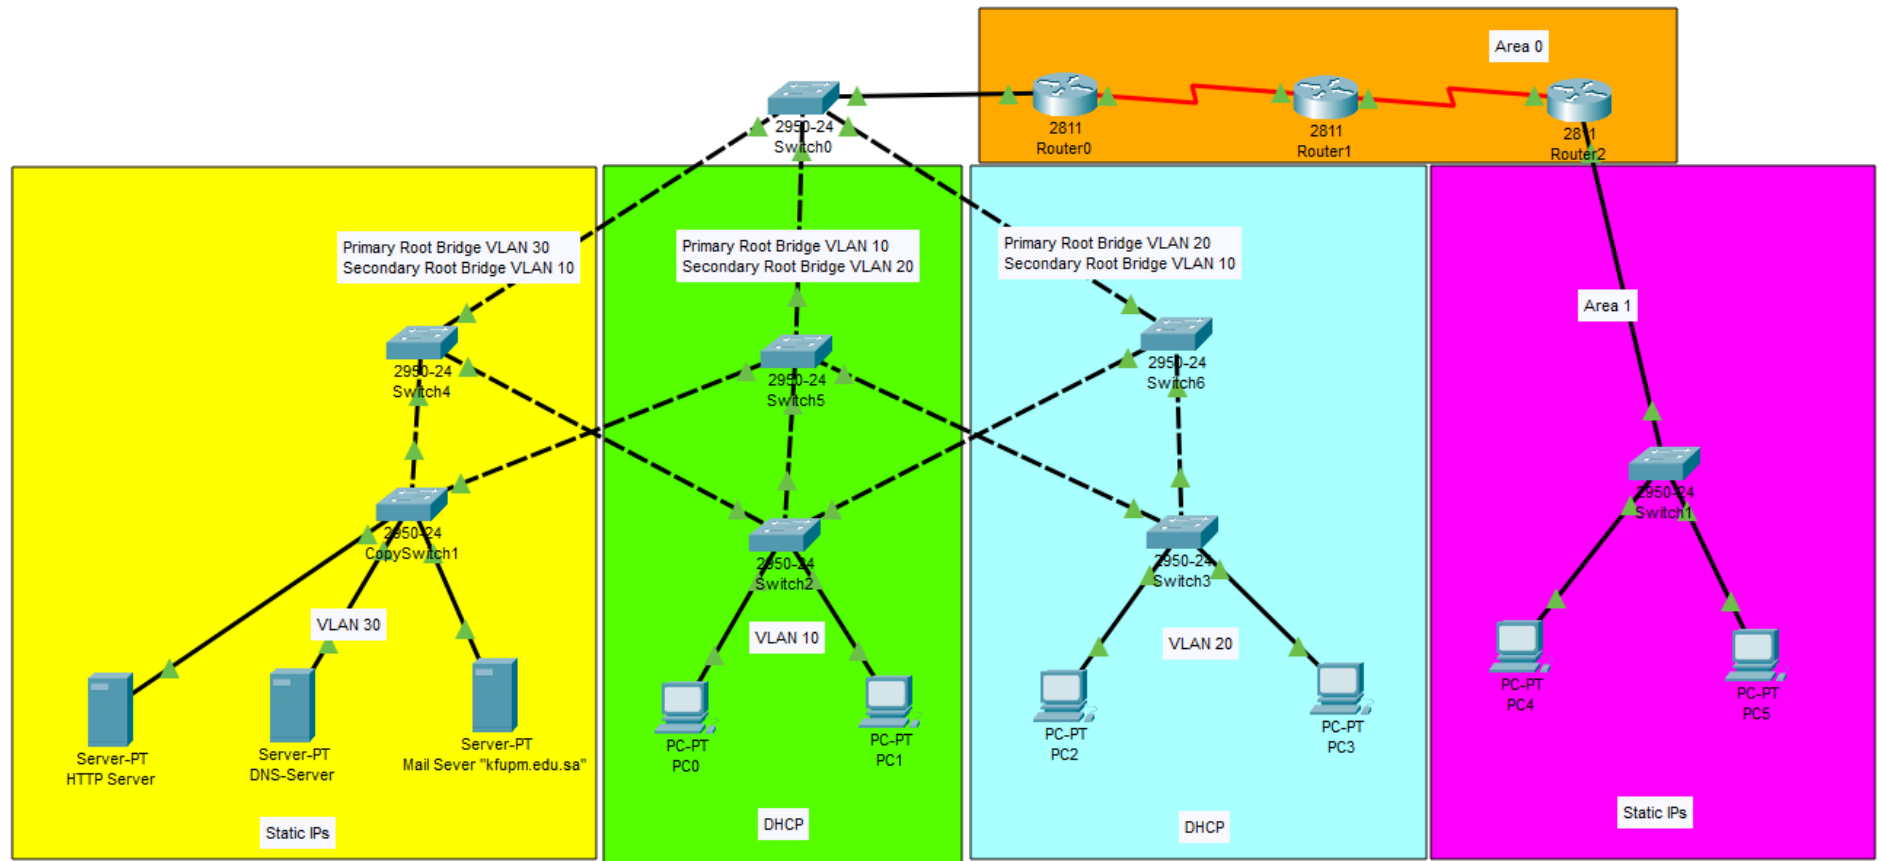 Area 0
2950-24
Switch0
2811
Router0
2811
Router1
2811
Router2
Primary Root Bridge VLAN 30
Secondary Root Bridge VLAN 10
Primary Root Bridge VLAN 10
Secondary Root Bridge VLAN 20
Primary Root Bridge VLAN 20
Secondary Root Bridge VLAN 10
Area 1
2950-24
Switch4
2950-24
Switch5
2950-24
Switch6
2950-24
CopySwitch1
2950-24
Switch2
2950-24
Switch3
2950-24
Switch1
VLAN 30
VLAN 10
VLAN 20
Server-PT
HTTP Server
Server-PT
DNS-Server
Server-PT
Mail Sever "kfupm.edu.sa"
PC-PT
PC0
PC-PT
PC1
PC-PT
PC2
PC-PT
PC3
PC-PT
PC4
PC-PT
PC5
Static IPs
DHCP
DHCP
Static IPs